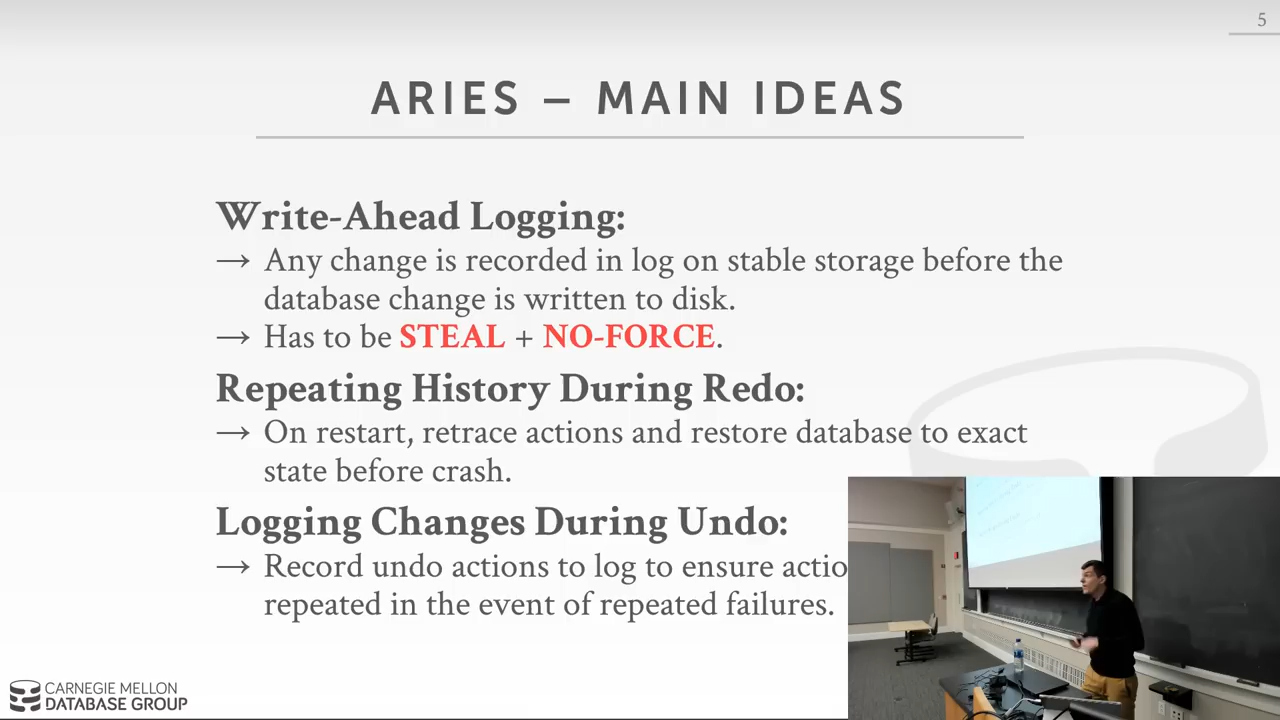 5
ARIES – MAIN IDEAS
Write-Ahead Logging:
→ Any change is recorded in log on stable storage before the
database change is written to disk.
→ Has to be STEAL + NO-FORCE.
Repeating History During Redo:
→ On restart, retrace actions and restore database to exact
state before crash.
Logging Changes During Undo:
→ Record undo actions to log to ensure actio
repeated in the event of repeated failures.
CARNEGIE MELLON
DATABASE GROUP